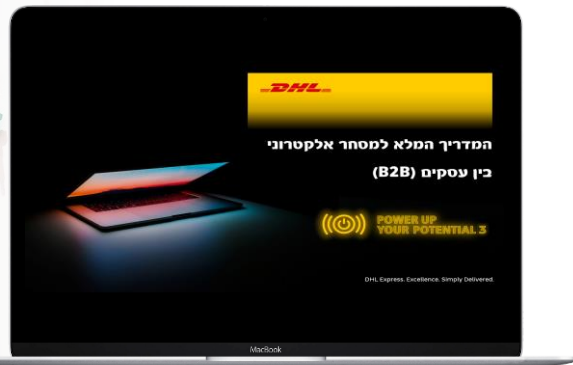 DHL
המדריך המלא למסחר אלקטרוני
בין עסקים (B2B)
POWER UP
YOUR POTENTIAL 3
DHL Express. Excellence. Simply Delivered.
MacBook